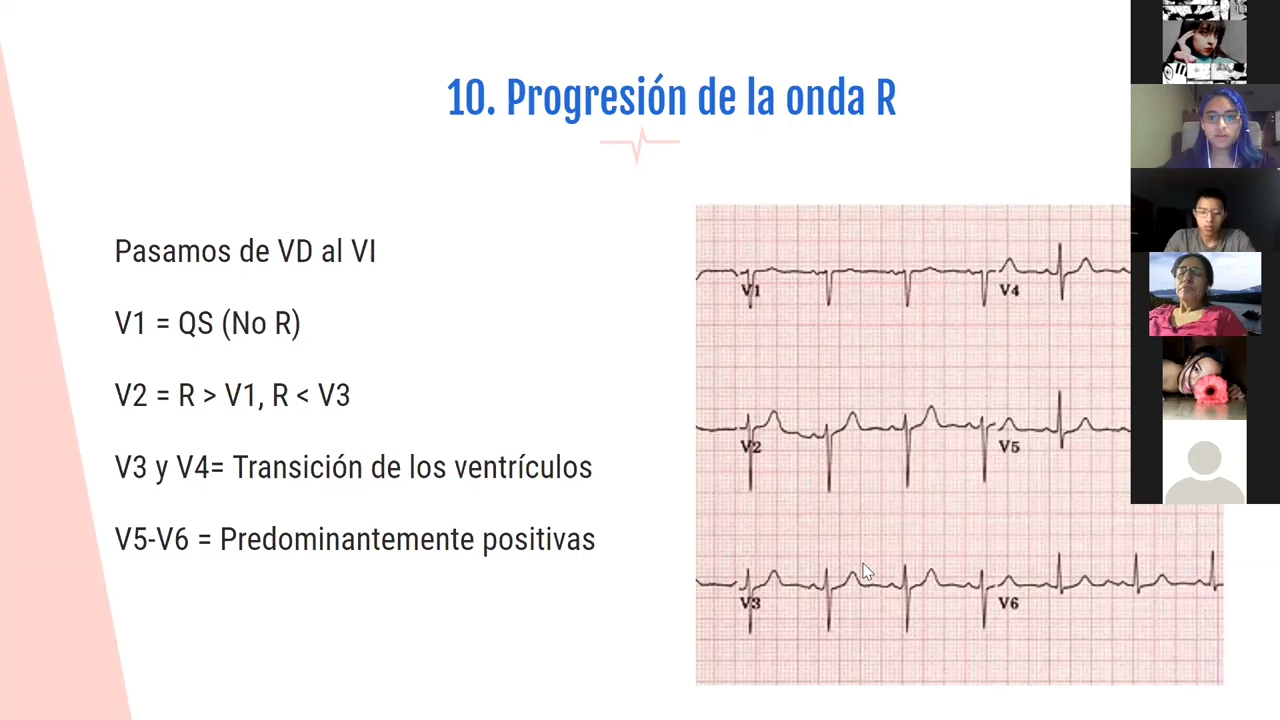 10. Progresión de la onda R
Pasamos de VD al VI
V1 = QS (No R)
V2 = R > V1, R < V3
V3 y V4= Transición de los ventrículos
V5-V6 = Predominantemente positivas
V1
V4
V2
V5
V3
V6